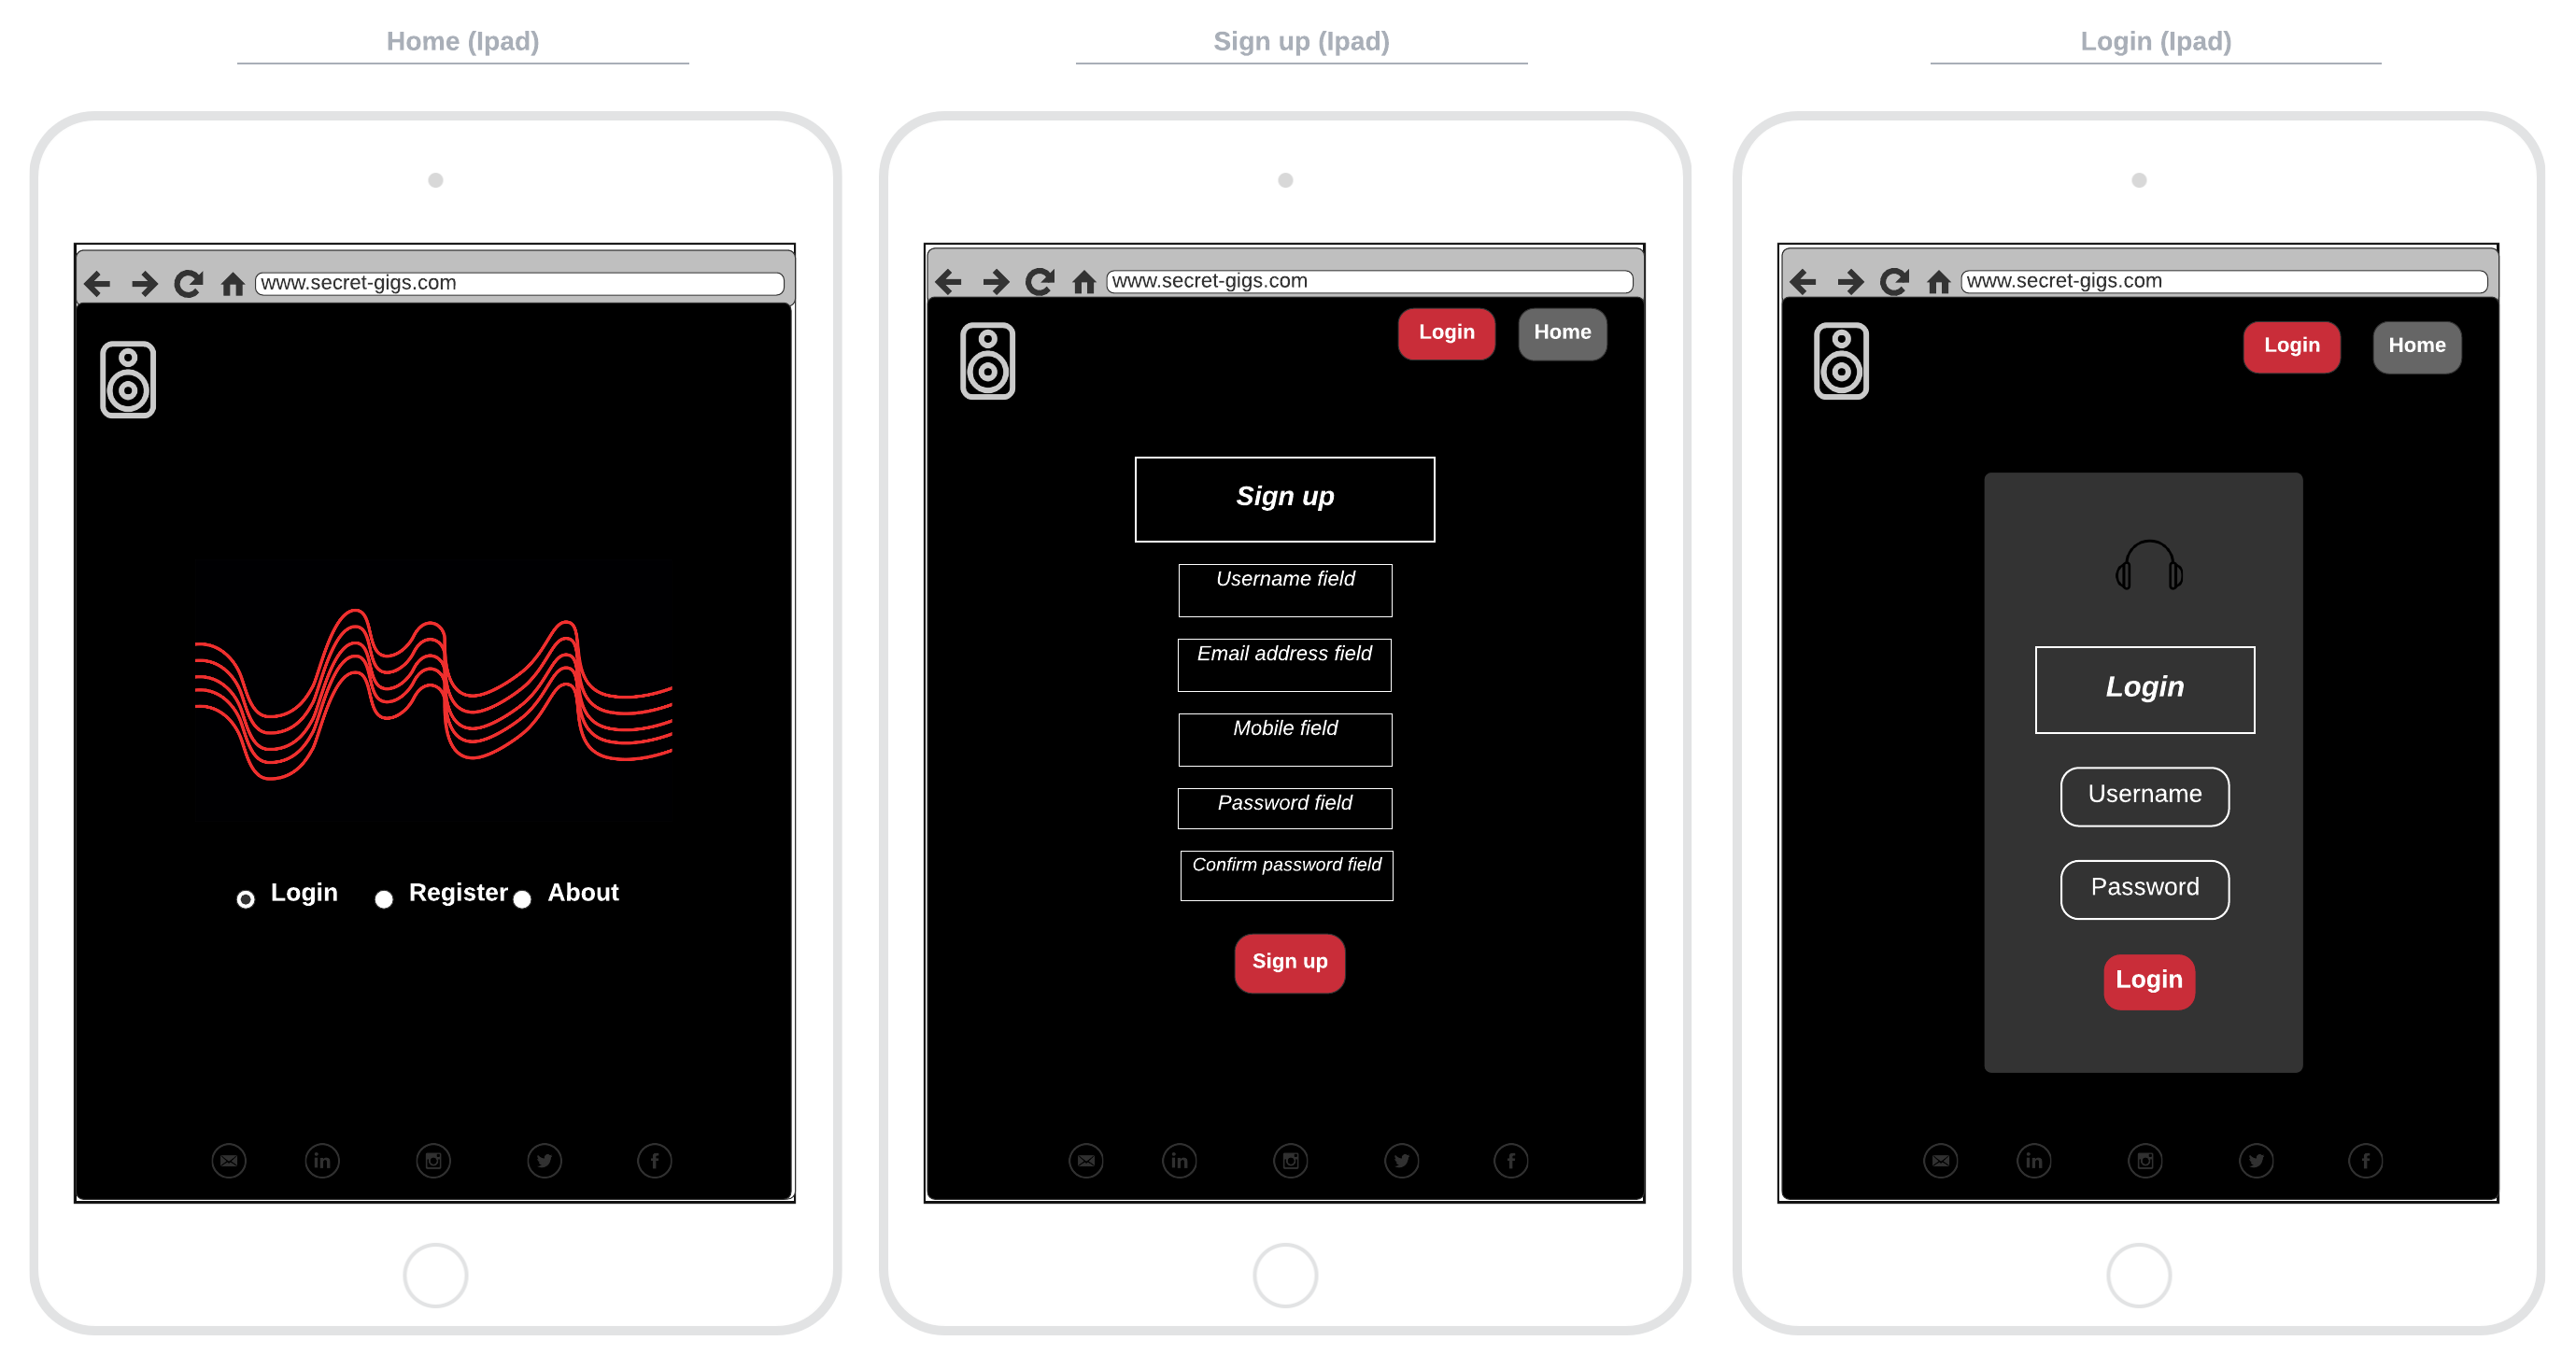 Home (Ipad)
www.secret-gigs.com
Login
Register
About
in
f
Sign up (Ipad)
www.secret-gigs.com
Login
Home
Sign up
Username field
Email address field
Mobile field
Password field
Confirm password field
Sign up
in
f
Login (Ipad)
www.secret-gigs.com
Login
Home
Login
Username
Password
Login
in
f